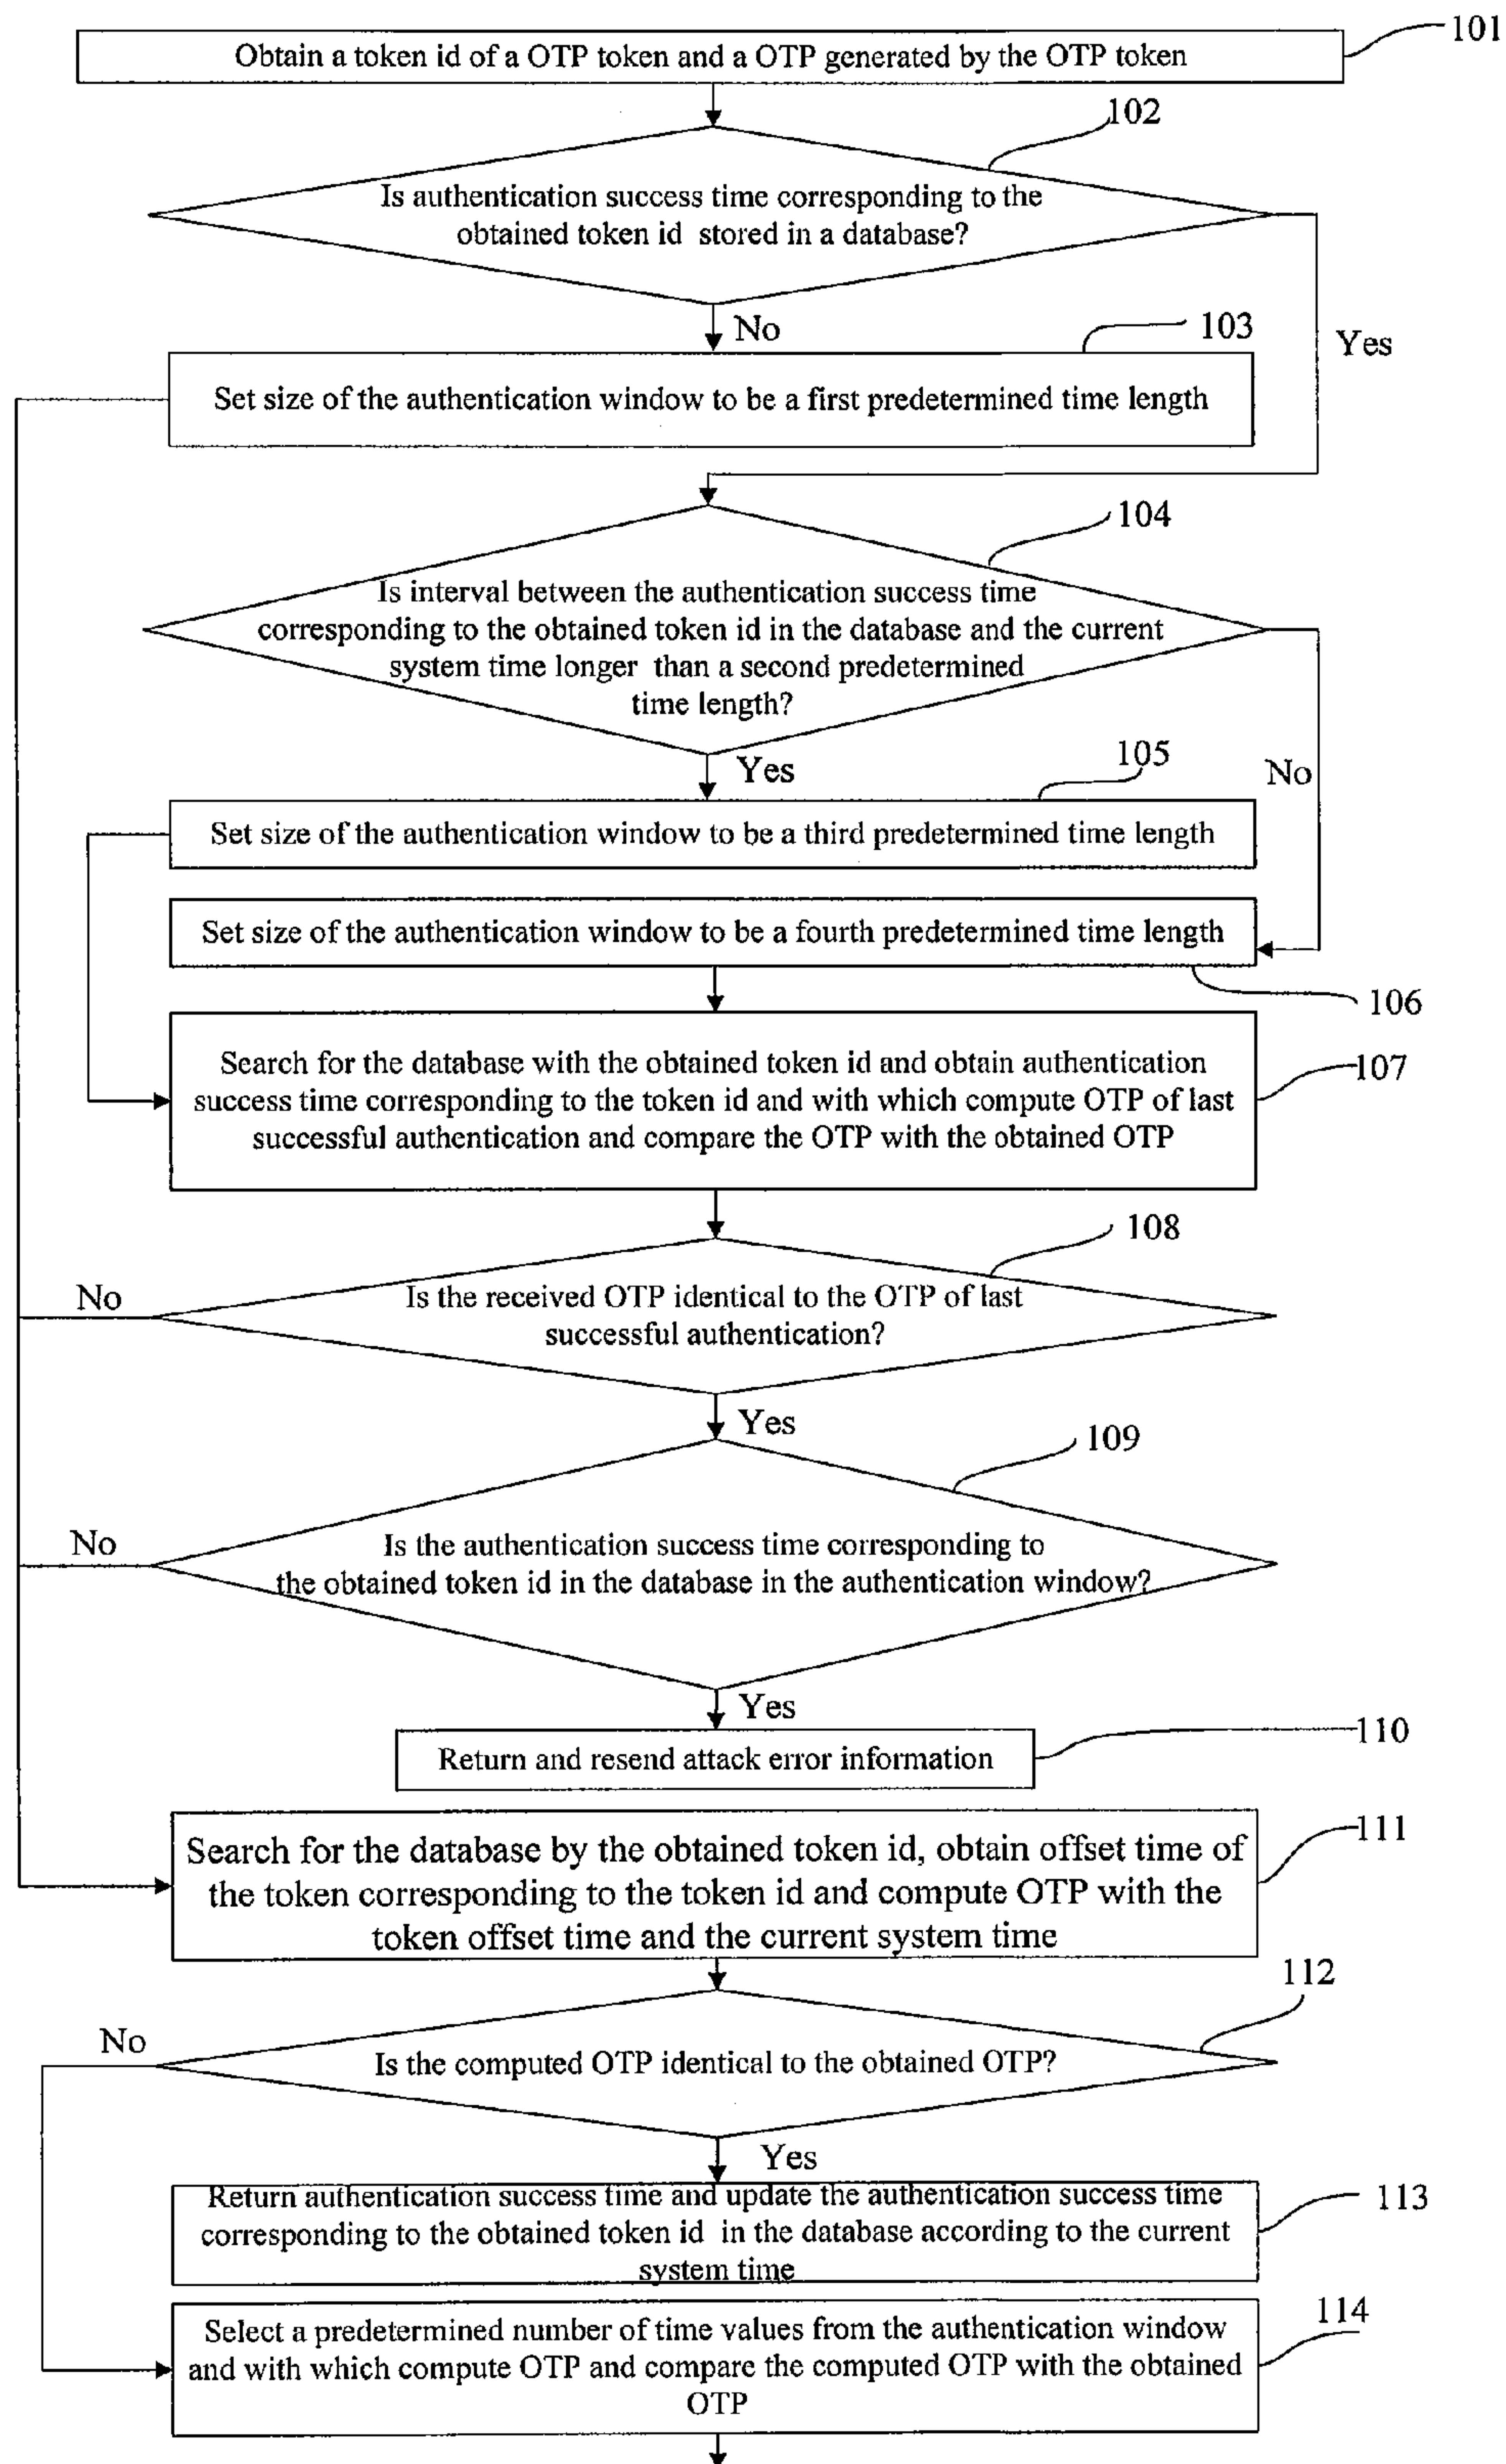 101
Obtain a token id of a OTP token and a OTP generated by the OTP token
102
Is authentication success time corresponding to the
obtained token id stored in a database?
No
103
Yes
Set size of the authentication window to be a first predetermined time length
104
Is interval between the authentication success time
corresponding to the obtained token id in the database and the current
system time longer than a second predetermined
time length?
Yes
105
No
Set size of the authentication window to be a third predetermined time length
Set size of the authentication window to be a fourth predetermined time length
106
Search for the database with the obtained token id and obtain authentication
success time corresponding to the token id and with which compute OTP of last
successful authentication and compare the OTP with the obtained OTP
107
108
No
Is the received OTP identical to the OTP of last
successful authentication?
Yes
109
No
Is the authentication success time corresponding to
the obtained token id in the database in the authentication window?
Yes
110
Return and resend attack error information
111
Search for the database by the obtained token id, obtain offset time of
the token corresponding to the token id and compute OTP with the
token offset time and the current system time
112
No
Is the computed OTP identical to the obtained OTP?
Yes
Return authentication success time and update the authentication success time
corresponding to the obtained token id in the database according to the current
system time
113
114
Select a predetermined number of time values from the authentication window
and with which compute OTP and compare the computed OTP with the obtained
OTP